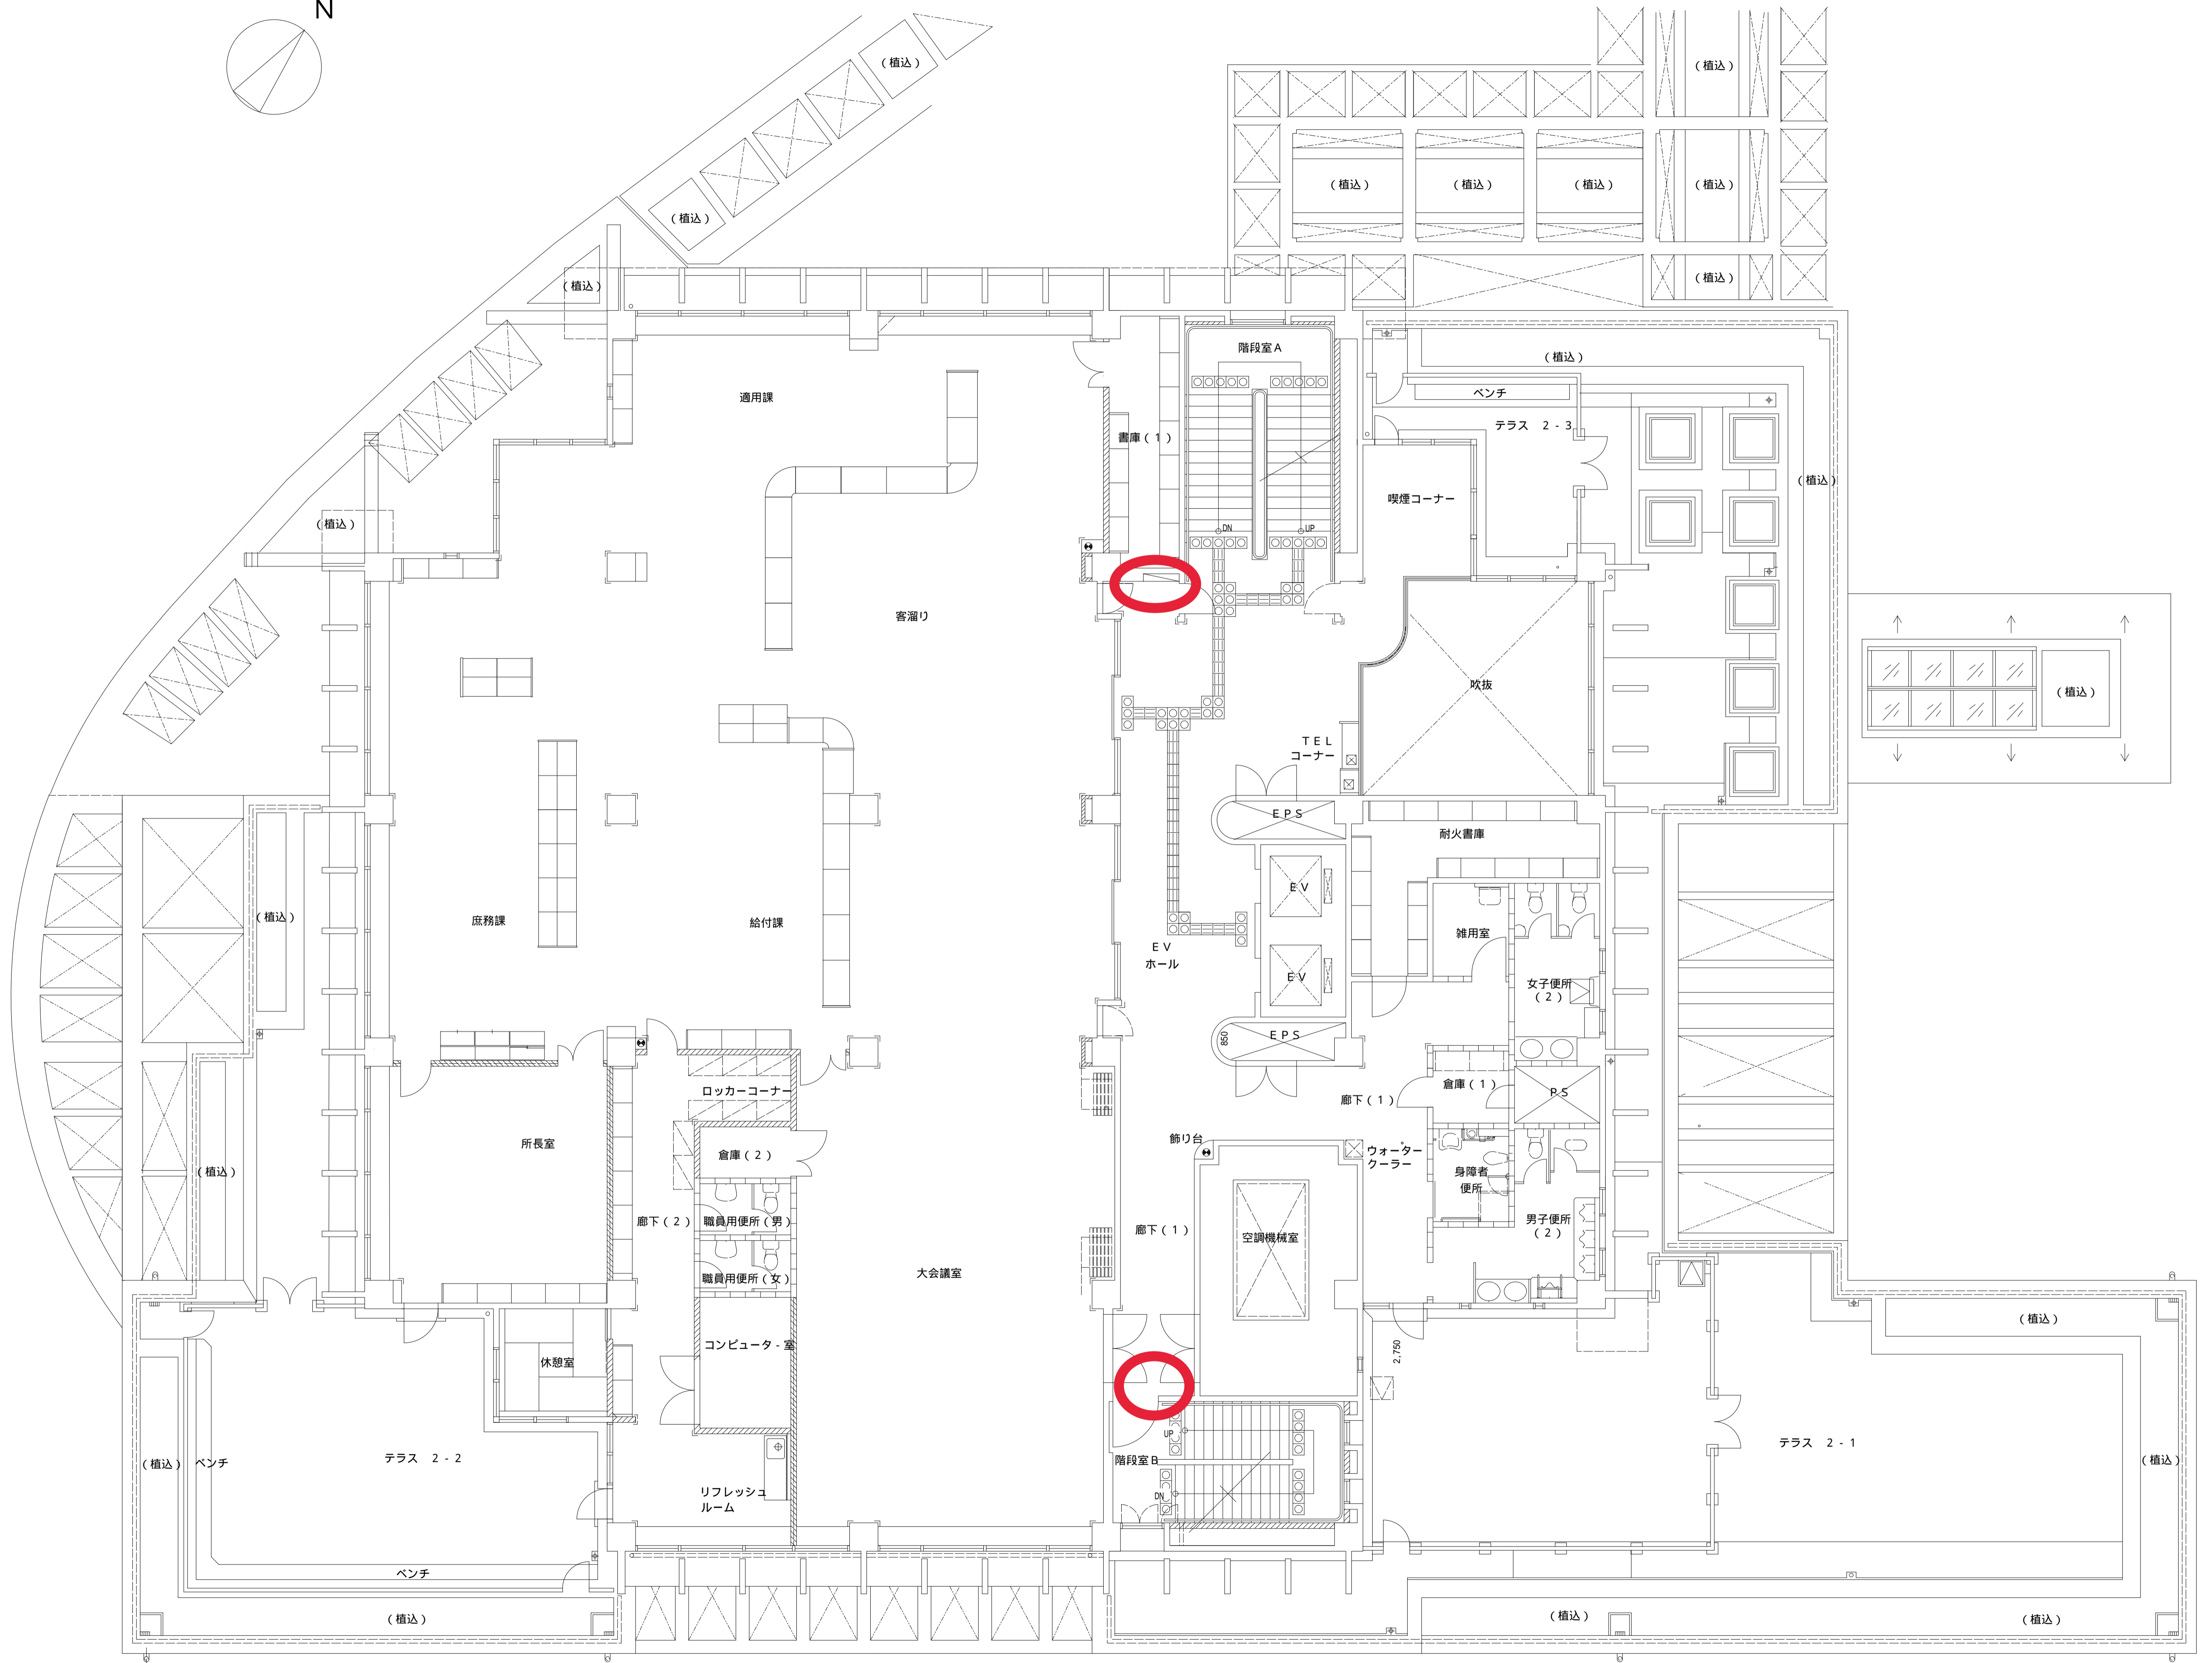 N
(植込)
(植込)
(植込)
(植込)
(植込)
(植込)
(植込)
(植込)
(植込)
(植込)
階段室A
(植込)
ベンチ
適用課
テラス 2-3
書庫(1)
(植込)
喫煙コーナー
(植込)
DN
UP
客溜り
吹抜
(植込)
TEL
コーナー
EPS
耐火書庫
EV
(植込)
庶務課
給付課
雑用室
EV
ホール
EV
女子便所
(2)
EPS
850
ロッカーコーナー
倉庫(1)
PS
廊下(1)
所長室
飾り台
倉庫(2)
ウォーター
クーラー
(植込)
身障者
便所
廊下(2)
職員用便所(男)
廊下(1)
男子便所
(2)
空調機械室
大会議室
職員用便所(女)
(植込)
コンピュータ-室
2,750
休憩室
UP
テラス 2-2
テラス 2-1
(植込)
ベンチ
階段室B
(植込)
リフレッシュ
ルーム
DN
ベンチ
(植込)
(植込)
(植込)